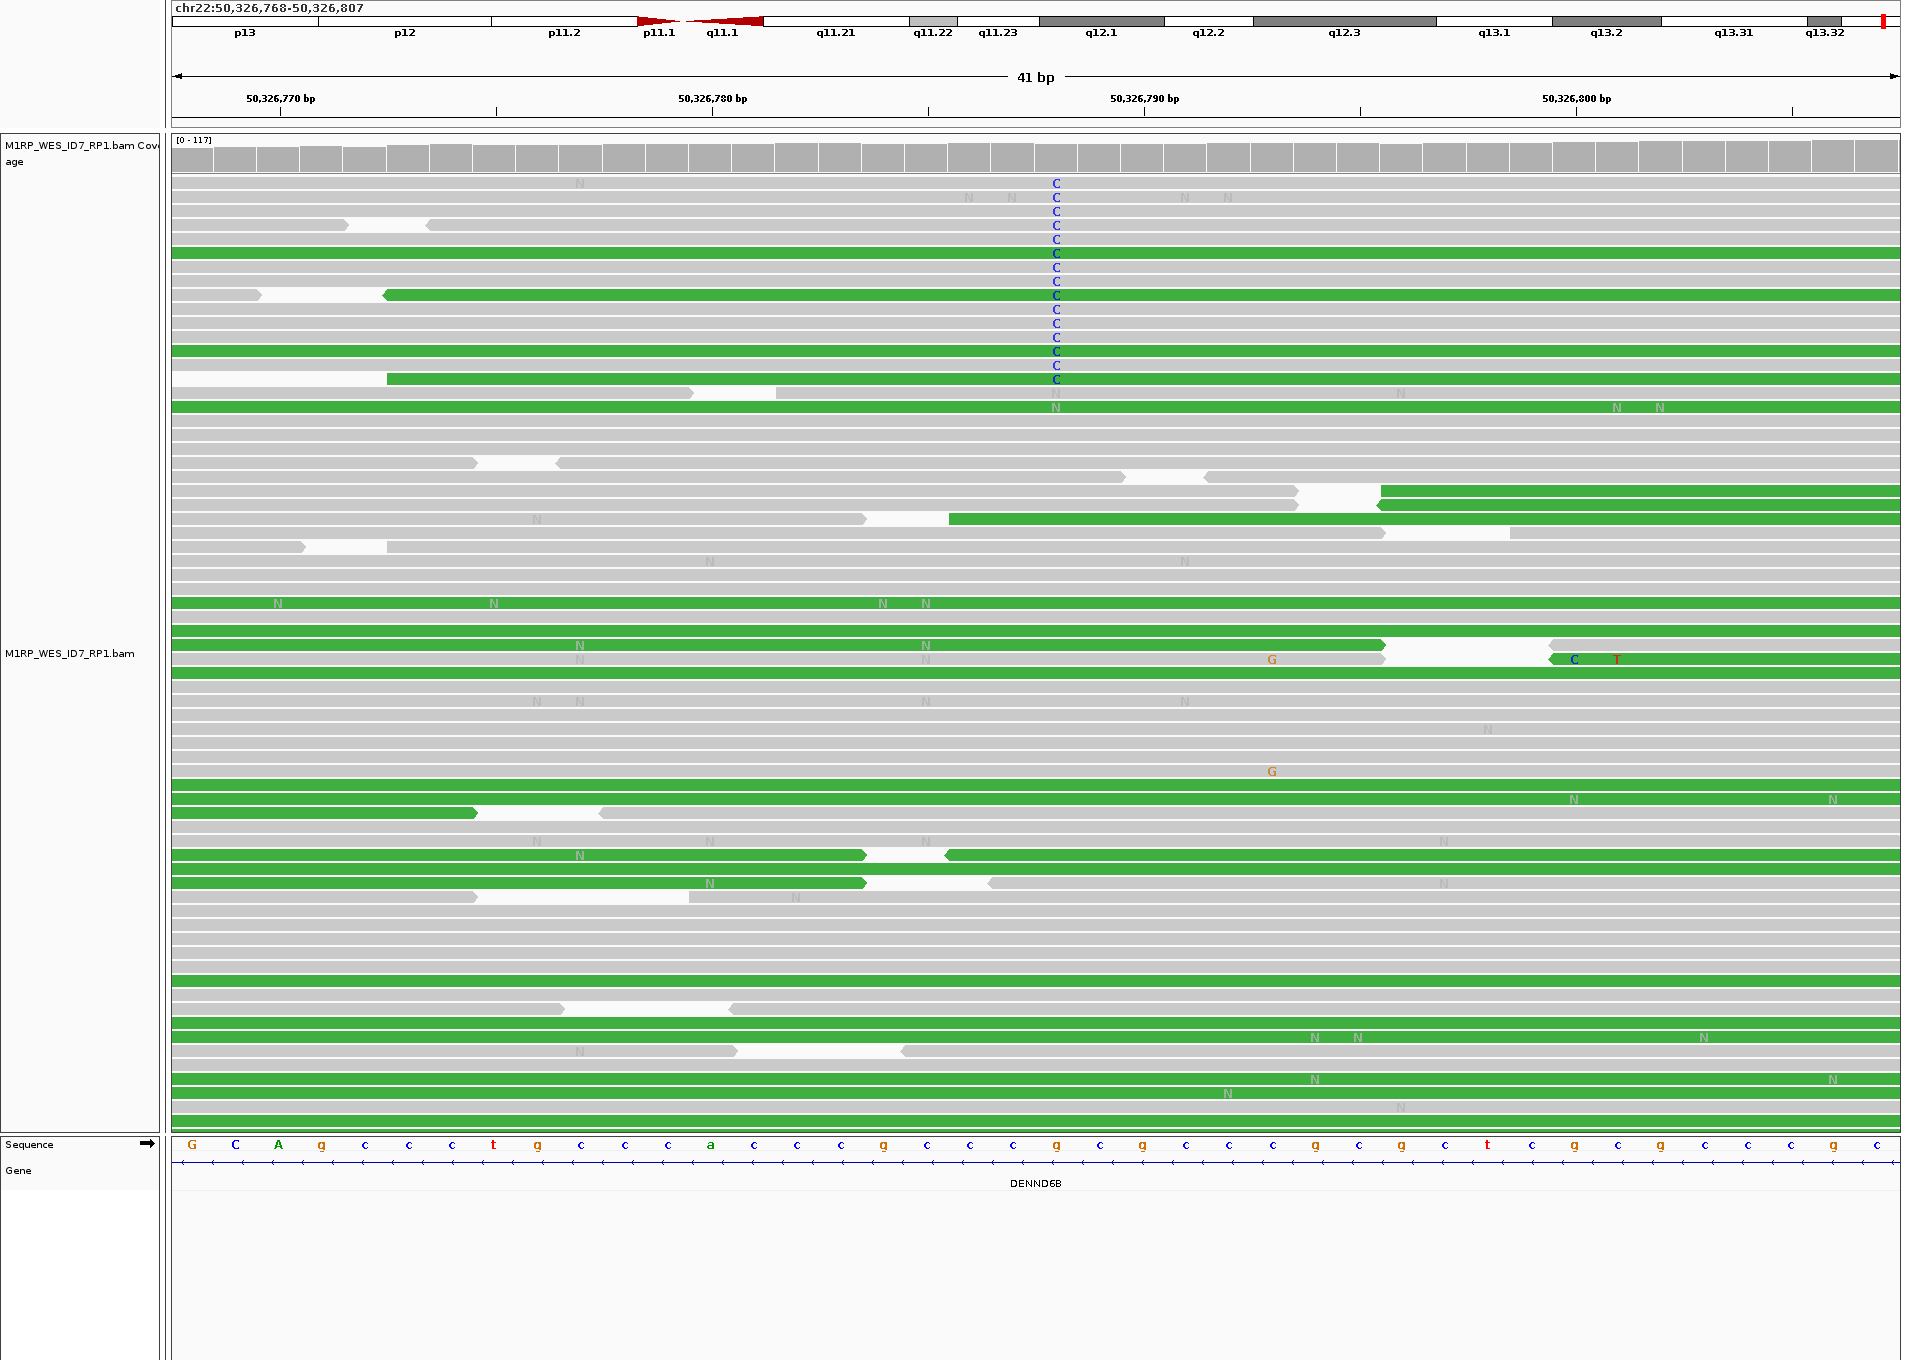 chr22:50,326,768-50,326,807
p13 p12 p11.2 p11.1 q11.1 q11.21 q11.22 q11.23 q12.1 q12.2 q12.3 q13.1 q13.2 q13.31 q13.32
41 bp
50,326,770 bp 50,326,780 bp 50,326,790 bp 50,326,800 bp
M1RP_WES_ID7_RP1.bam Cov
age
[0 - 117]
N C
N N C N N
C
C
C
C
C
C
C
C
C
C
C
C
C
N N
N N N
N
N N
N N N N
N N
M1RP_WES_ID7_RP1.bam
N N G C T
N N N N
N
G
N N
N N N N
N
N N
N
N N N
N
N N
N
N
Sequence G C A g c c c t g c c c a c c c g c c c g c g c c c g c g c t c g c g c c c g c
Gene
DENND6B